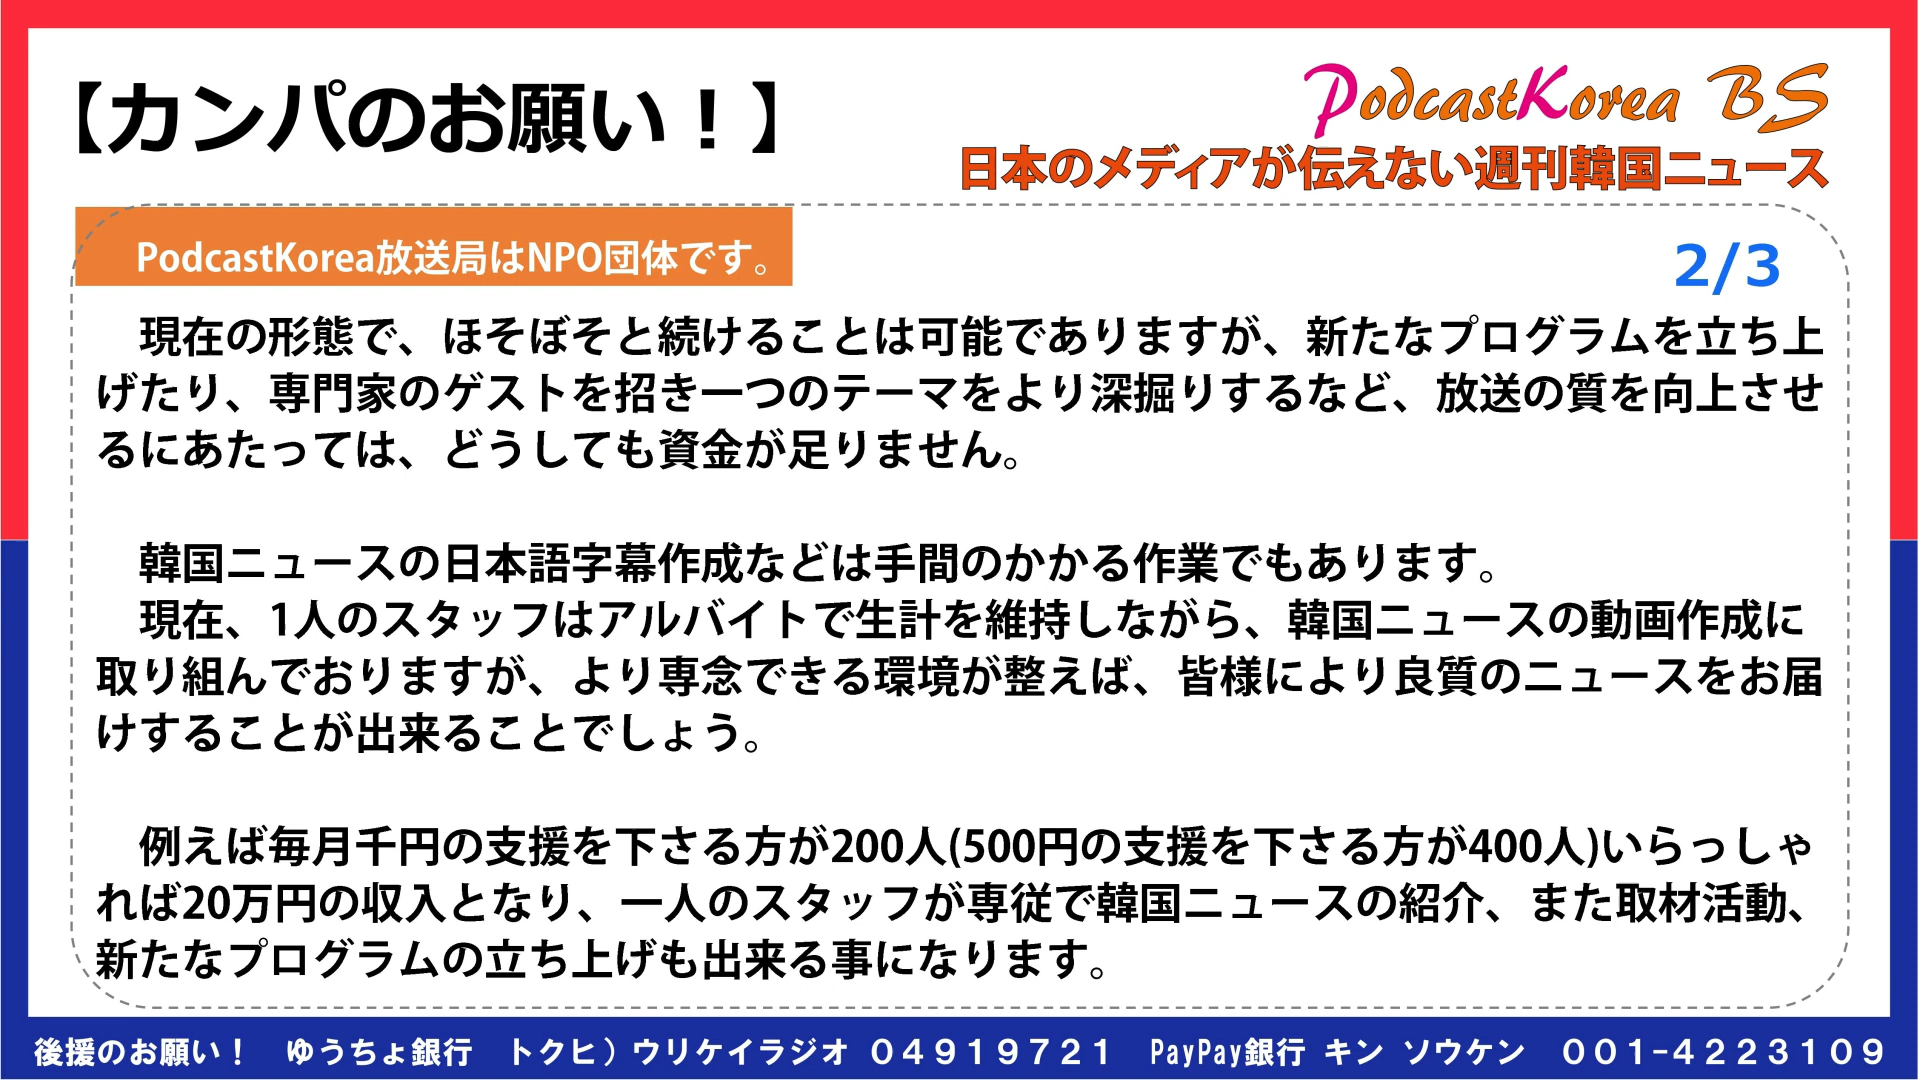 【カンパのお願い！】
PodcastKorea BS
日本のメディアが伝えない週刊韓国ニュース
PodcastKorea放送局はNPO団体です。
2/3
　現在の形態で、ほそぼそと続けることは可能でありますが、新たなプログラムを立ち上
げたり、専門家のゲストを招き一つのテーマをより深掘りするなど、放送の質を向上させ
るにあたっては、どうしても資金が足りません。
　韓国ニュースの日本語字幕作成などは手間のかかる作業でもあります。
　現在、1人のスタッフはアルバイトで生計を維持しながら、韓国ニュースの動画作成に
取り組んでおりますが、より専念できる環境が整えば、皆様により良質のニュースをお届
けすることが出来ることでしょう。
　例えば毎月千円の支援を下さる方が200人(500円の支援を下さる方が400人)いらっしゃ
れば20万円の収入となり、一人のスタッフが専従で韓国ニュースの紹介、また取材活動、
新たなプログラムの立ち上げも出来る事になります。
後援のお願い！　ゆうちょ銀行　トクヒ）ウリケイラジオ ０４９１９７２１　PayPay銀行 キン ソウケン　００１-４２２３１０９